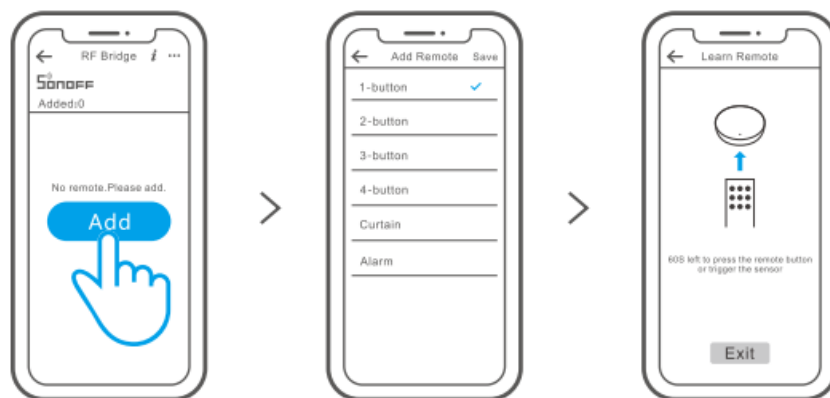 RF Bridge i ...
SONOFF
Added:0
No remote.Please add.
Add
Add Remote Save
1-button
2-button
3-button
4-button
Curtain
Alarm
Learn Remote
60S left to press the remote button
or trigger the sensor
Exit